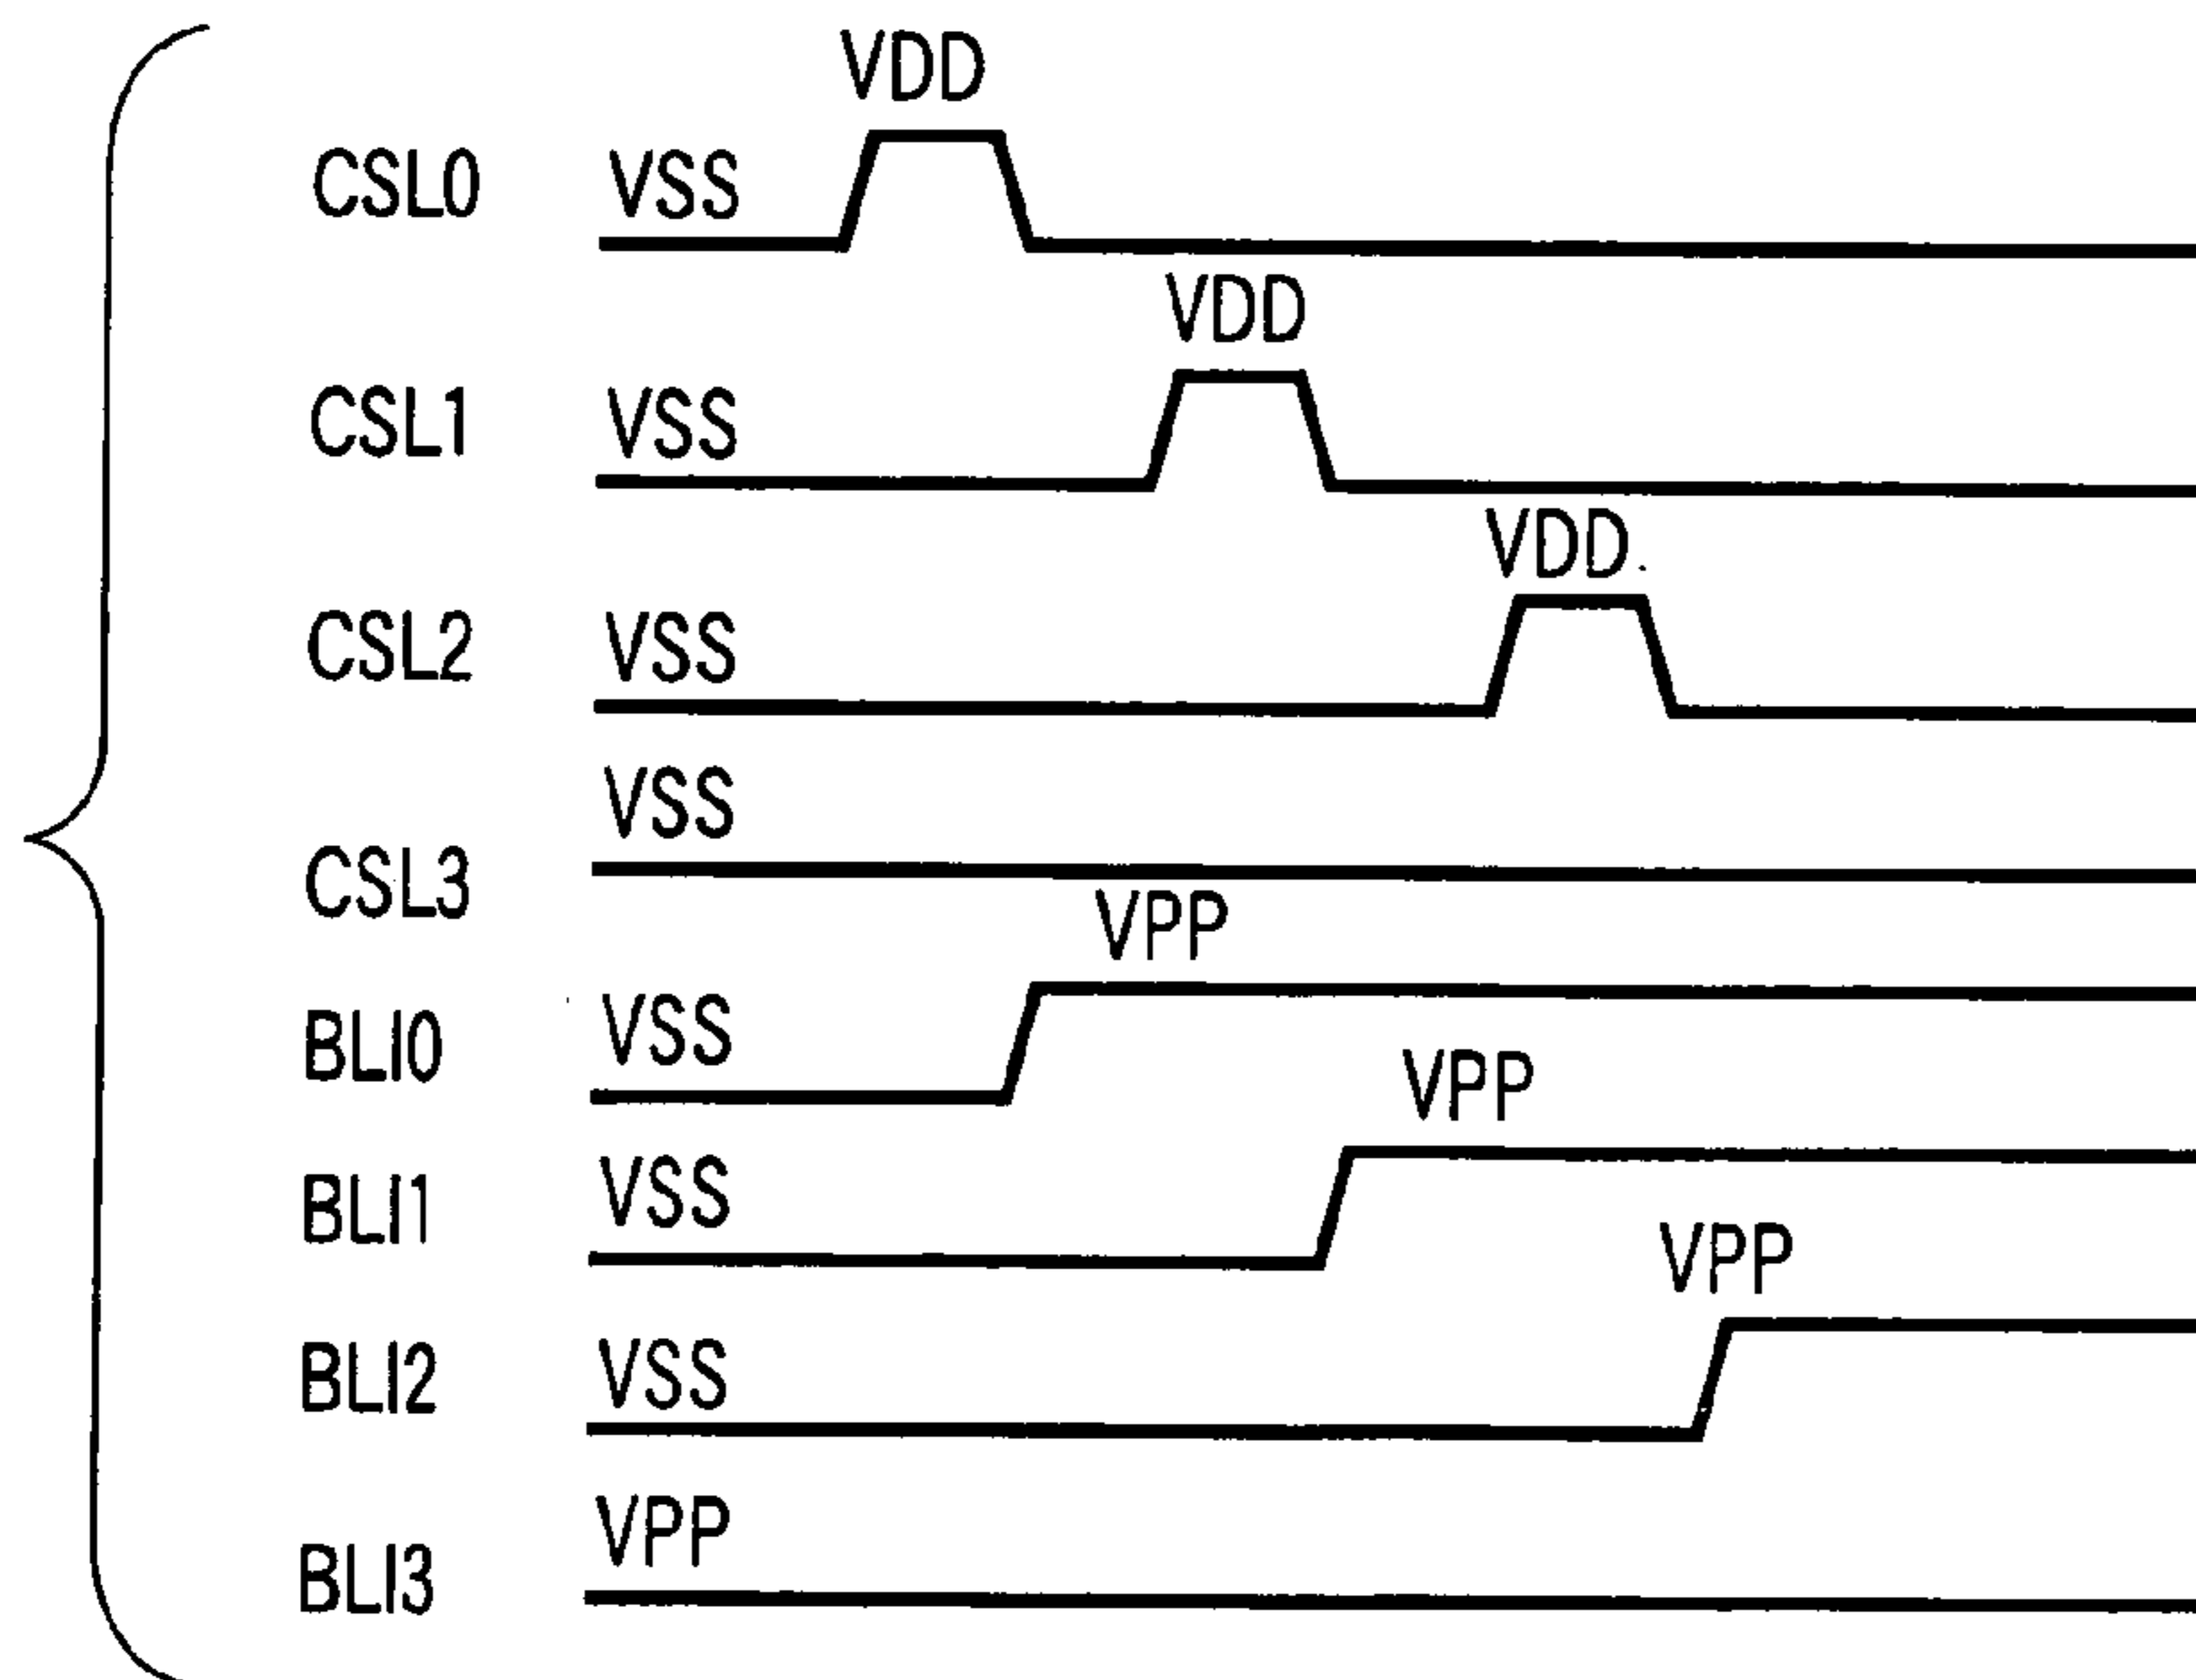 VDD
CSL0 VSS
VDD
CSL1 VSS
VDD.
CSL2 VSS
VSS
CSL3
VPP
BLI0 VSS
VPP
BLI1 VSS
VPP
BLI2 VSS
VPP
BLI3